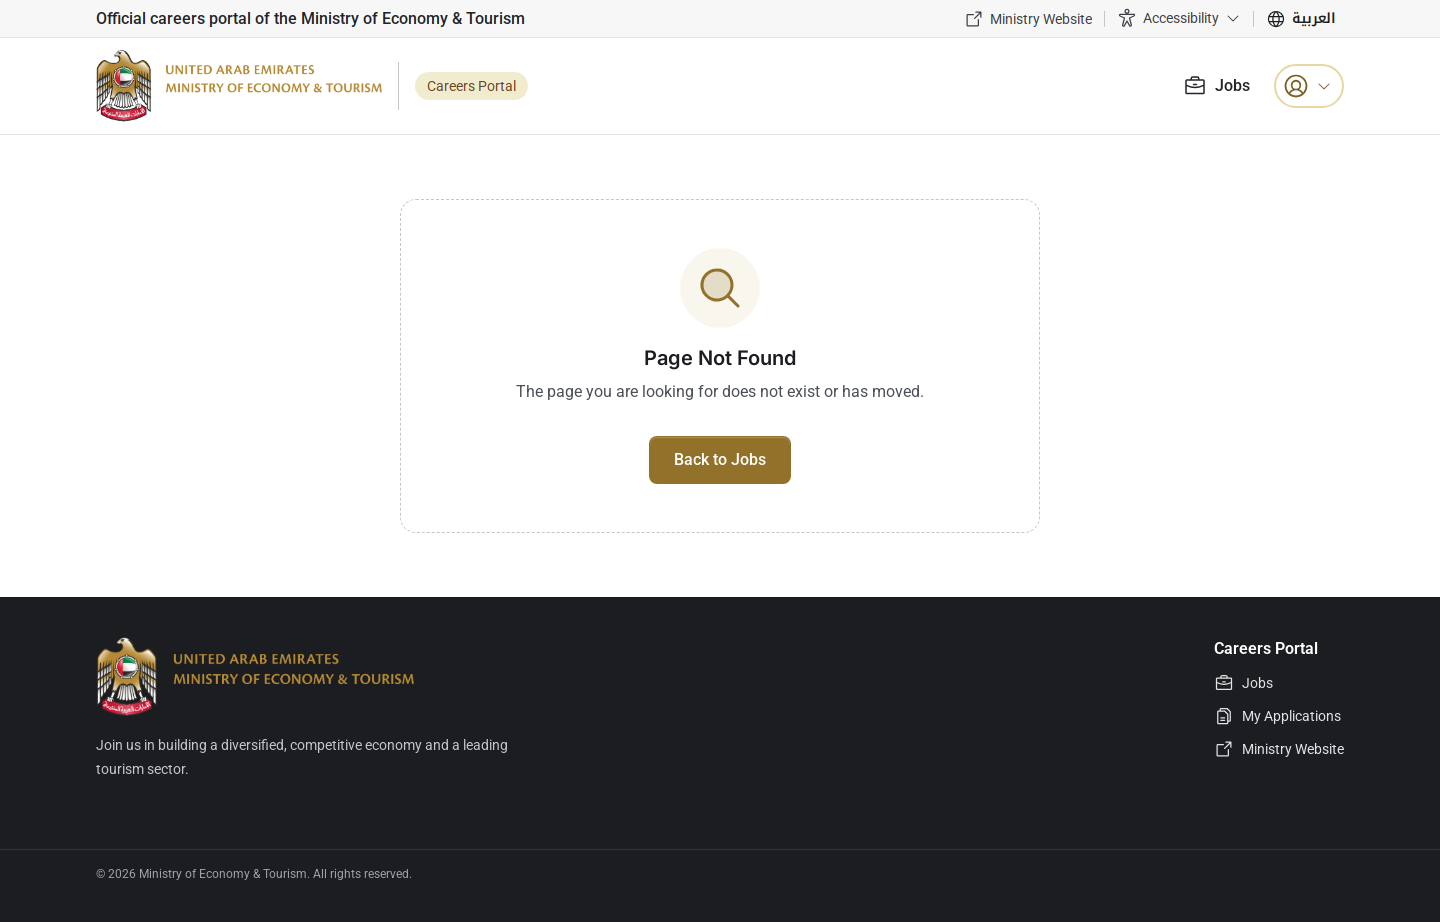 Official careers portal of the Ministry of Economy & Tourism
Ministry Website
Accessibility
العربية
UNITED ARAB EMIRATES
MINISTRY OF ECONOMY & TOURISM
Careers Portal
Jobs
Page Not Found
The page you are looking for does not exist or has moved.
Back to Jobs
UNITED ARAB EMIRATES
MINISTRY OF ECONOMY & TOURISM
Join us in building a diversified, competitive economy and a leading
tourism sector.
Careers Portal
Jobs
My Applications
Ministry Website
© 2026 Ministry of Economy & Tourism. All rights reserved.